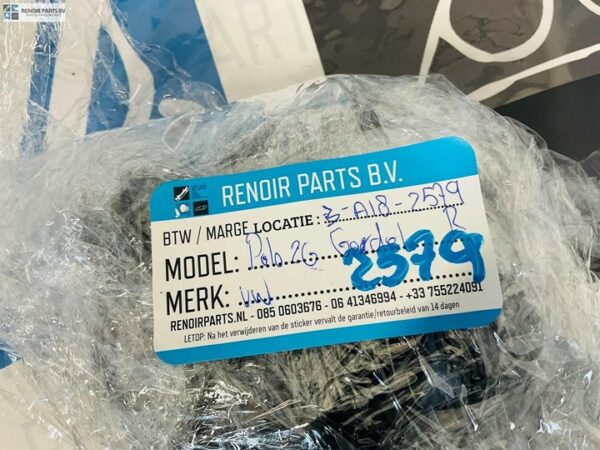 RENOIR PARTS BV
RENOIR PARTS B.V.
BTW / MARGE LOCATIE : 3-A18-2579
MODEL: Polo 2G Gordel R
2579
MERK: VW
RENOIRPARTS.NL - 085 0603676 - 06 41346994 - +33 755224091
LETOP: Na het verwijderen van de sticker vervalt de garantie/retourbeleid van 14 dagen